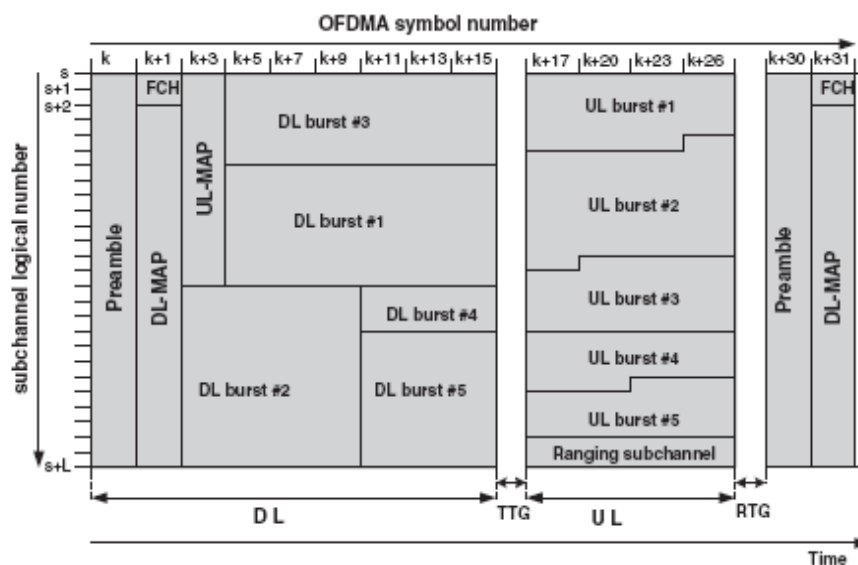 OFDMA symbol number
k k+1 k+3 k+5 k+7 k+9 k+11 k+13 k+15 k+17 k+20 k+23 k+26 k+30 k+31
s
s+1
s+2
s+L
subchannel logical number
Preamble
FCH
DL-MAP
UL-MAP
DL burst #3
DL burst #1
DL burst #2
DL burst #4
DL burst #5
UL burst #1
UL burst #2
UL burst #3
UL burst #4
UL burst #5
Ranging subchannel
Preamble
FCH
DL-MAP
DL
TTG
UL
RTG
Time